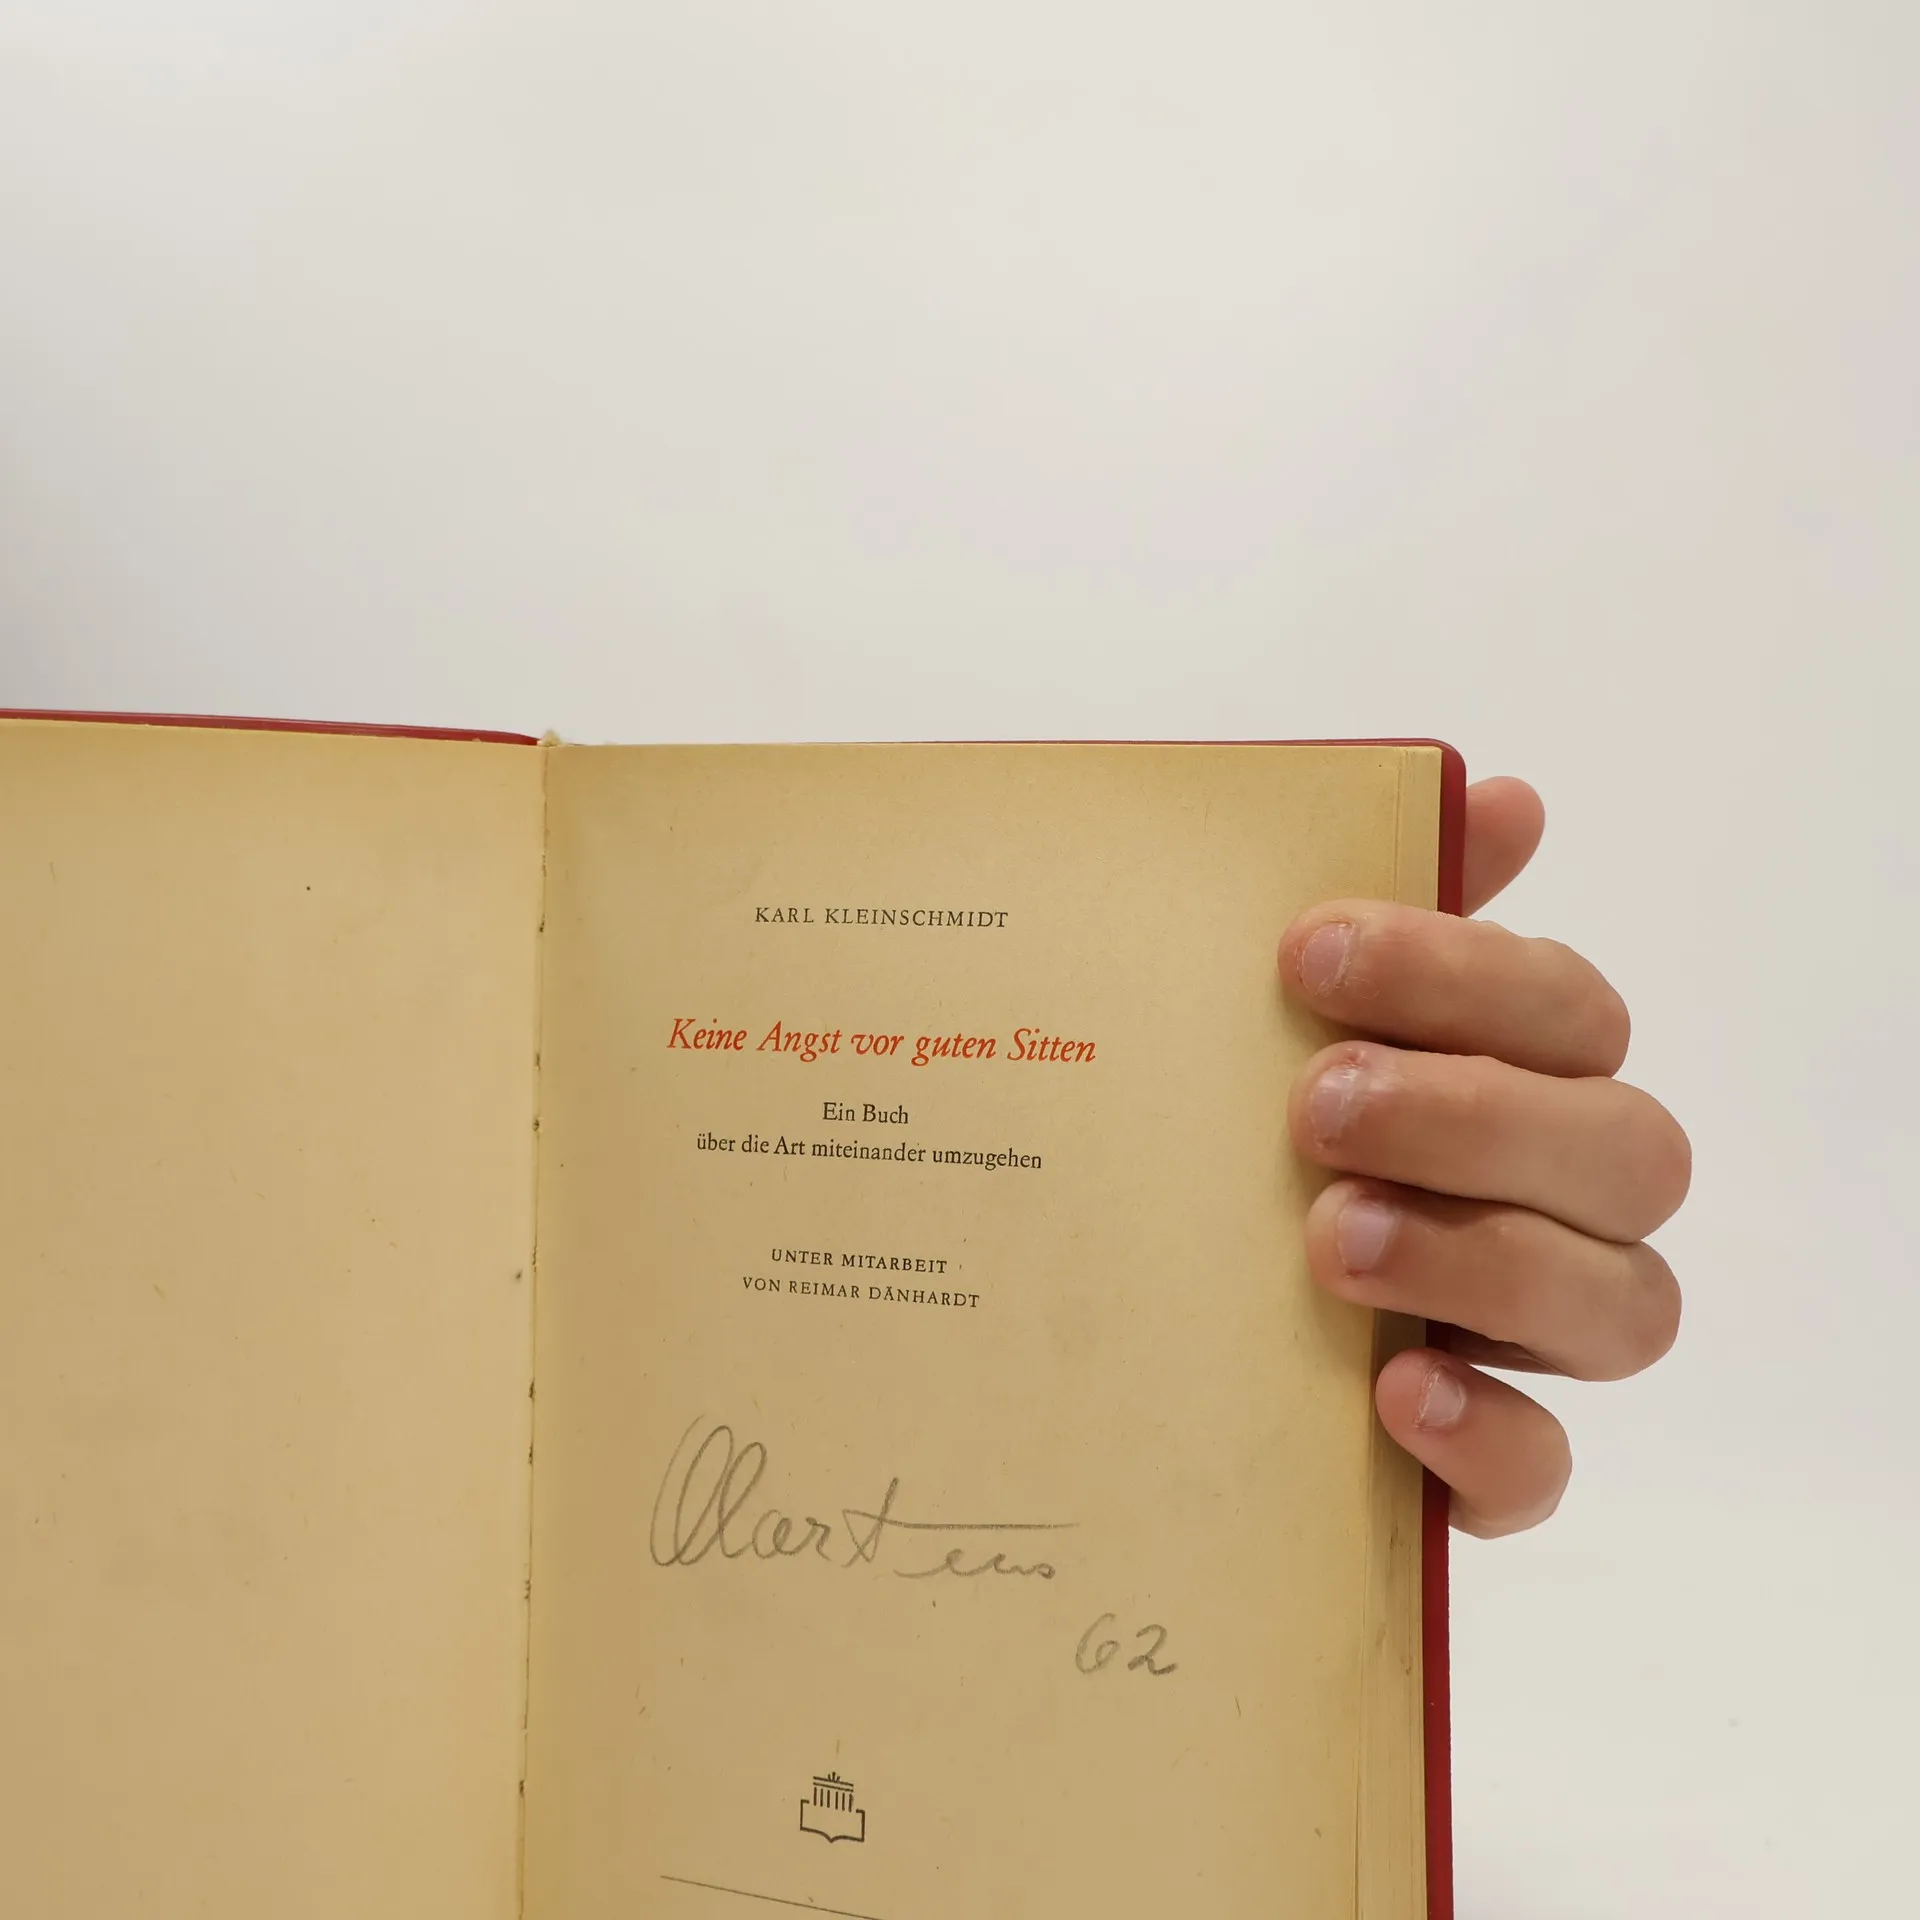 KARL KLEINSCHMIDT
Keine Angst vor guten Sitten
Ein Buch
über die Art miteinander umzugehen
UNTER MITARBEIT
VON REIMAR DÄNHARDT
Martens
62